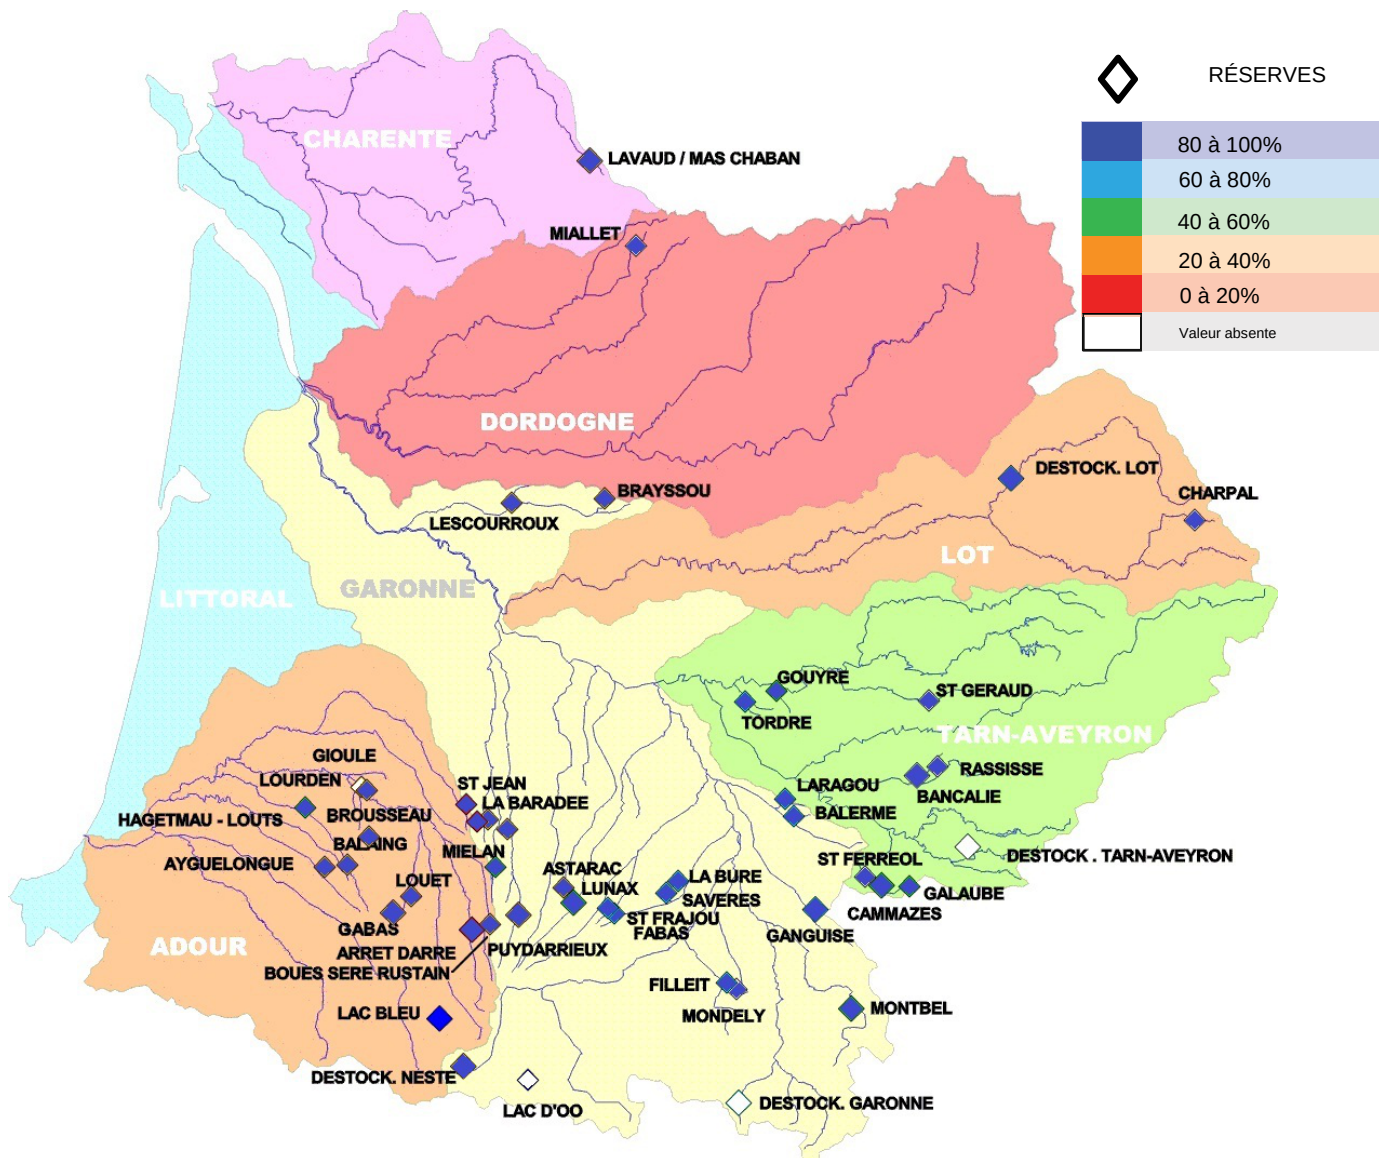 RÉSERVES
80 à 100%
60 à 80%
40 à 60%
20 à 40%
0 à 20%
Valeur absente
CHARENTE
LAVAUD / MAS CHABAN
MIALLET
DORDOGNE
DESTOCK. LOT
BRAYSSOU
CHARPAL
LESCOURROUX
LOT
GARONNE
LITTORAL
GOUYRE
ST GERAUD
TORDRE
TARN-AVEYRON
GIOULE
LOURDEN
ST JEAN
LARAGOU
RASSISSE
BANCALIE
LA BARADEE
HAGETMAU - LOUTS
BROUSSEAU
BALERME
BALAING
MIELAN
AYGUELONGUE
ASTARAC
ST FERREOL
DESTOCK . TARN-AVEYRON
LOUET
LUNAX
LA BURE
SAVERES
GALAUBE
CAMMAZES
ST FRAJOU
FABAS
GABAS
GANGUISE
ADOUR
ARRET DARRE
PUYDARRIEUX
BOUES SERE RUSTAIN
FILLEIT
MONDELY
MONTBEL
LAC BLEU
DESTOCK. NESTE
LAC D'OO
DESTOCK. GARONNE